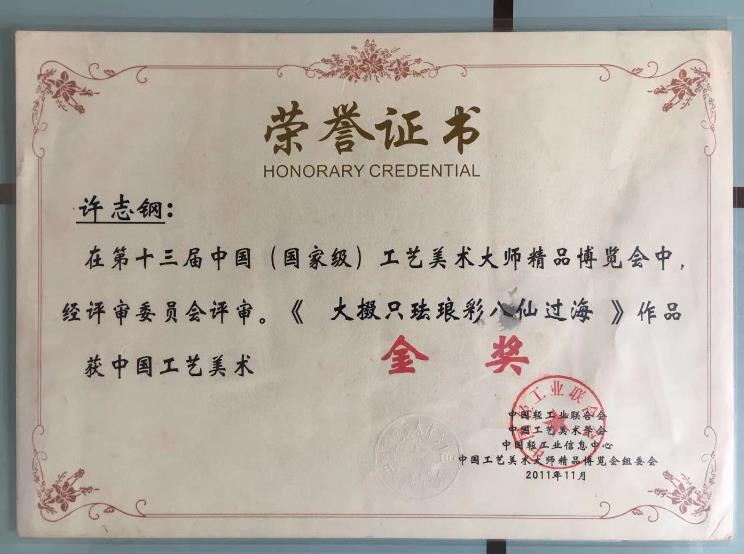 荣誉证书
HONORARY CREDENTIAL
许志钢：
在第十三届中国（国家级）工艺美术大师精品博览会中，
经评审委员会评审。《 大掇只珐琅彩八仙过海 》作品
获中国工艺美术 金奖
中国轻工业联合会
中国工艺美术学会
中国轻工业信息中心
中国工艺美术大师精品博览会组委会
2011年11月